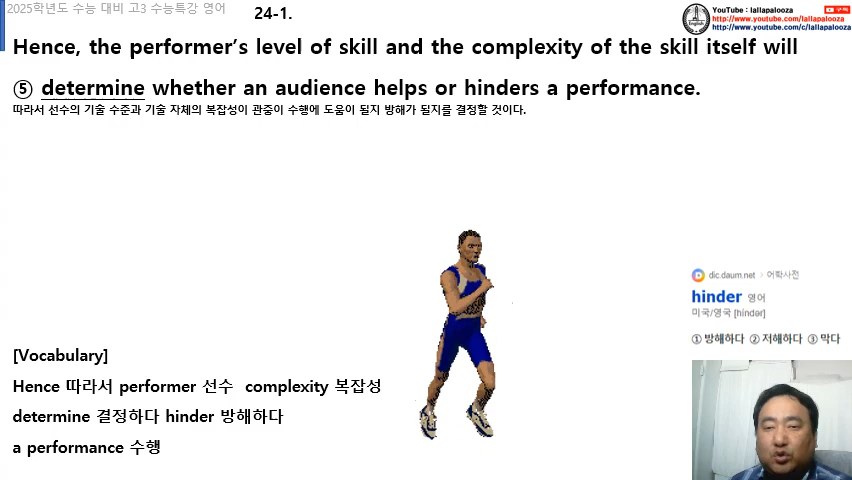 2025학년도 수능 대비 고3 수능특강 영어
24-1.
YouTube : lallapalooza
구독
http://www.youtube.com/lallapalooza
http://www.youtube.com/c/lallapalooza
English
Hence, the performer's level of skill and the complexity of the skill itself will
⑤ determine whether an audience helps or hinders a performance.
따라서 선수의 기술 수준과 기술 자체의 복잡성이 관중이 수행에 도움이 될지 방해가 될지를 결정할 것이다.
dic.daum.net > 어학사전
hinder 영어
미국/영국 [híndər]
① 방해하다 ② 저해하다 ③ 막다
[Vocabulary]
Hence 따라서 performer 선수 complexity 복잡성
determine 결정하다 hinder 방해하다
a performance 수행